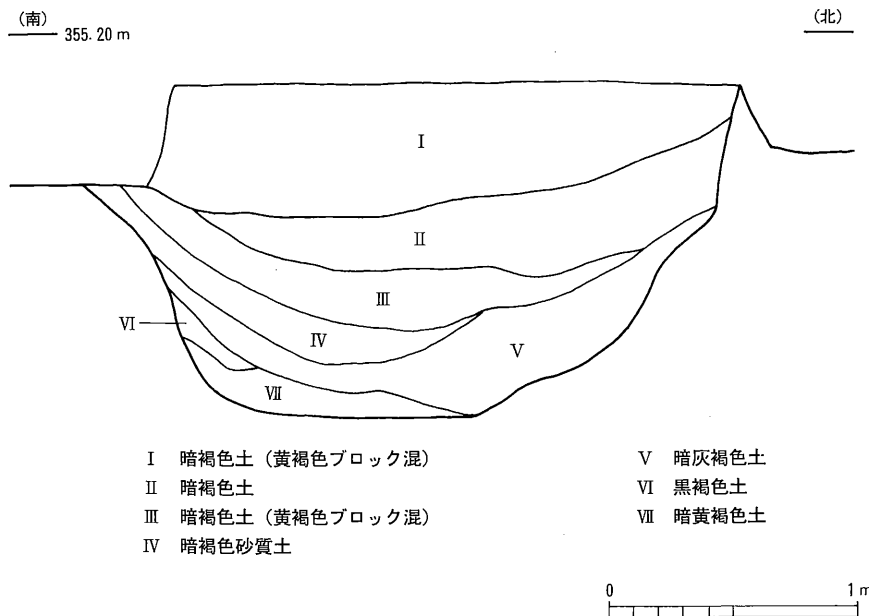 (南)
(北)
355.20 m
I
II
III
IV
V
VI
VII
I 暗褐色土(黄褐色ブロック混)
II 暗褐色土
III 暗褐色土(黄褐色ブロック混)
IV 暗褐色砂質土
V 暗灰褐色土
VI 黒褐色土
VII 暗黄褐色土
0 1 m